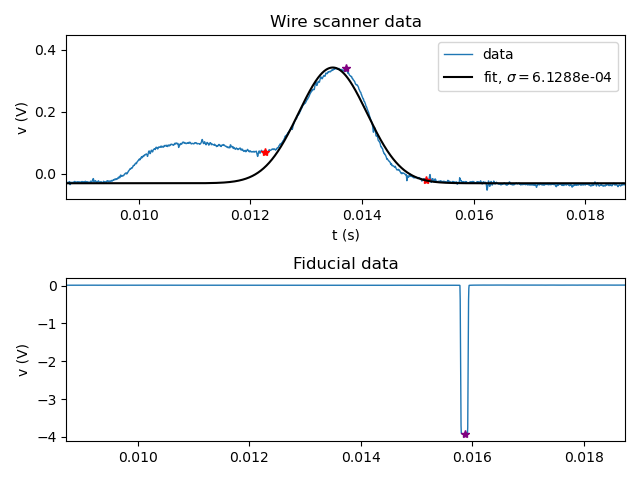 Wire scanner data
v (V)
0.4
0.2
0.0
data
fit, σ = 6.1288e-04
0.010 0.012 0.014 0.016 0.018
t (s)
Fiducial data
v (V)
0
−1
−2
−3
−4
0.010 0.012 0.014 0.016 0.018